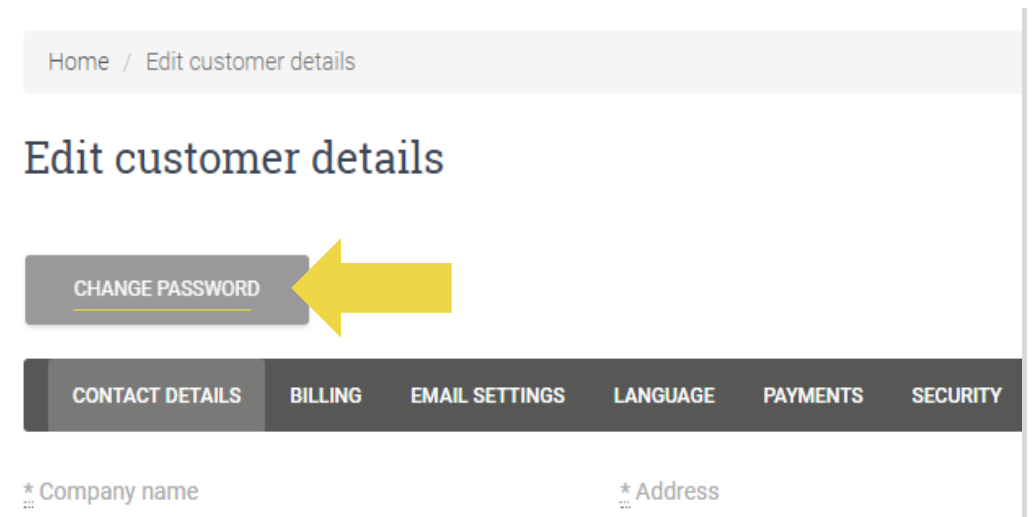 Home / Edit customer details
Edit customer details
CHANGE PASSWORD
CONTACT DETAILS BILLING EMAIL SETTINGS LANGUAGE PAYMENTS SECURITY
* Company name * Address